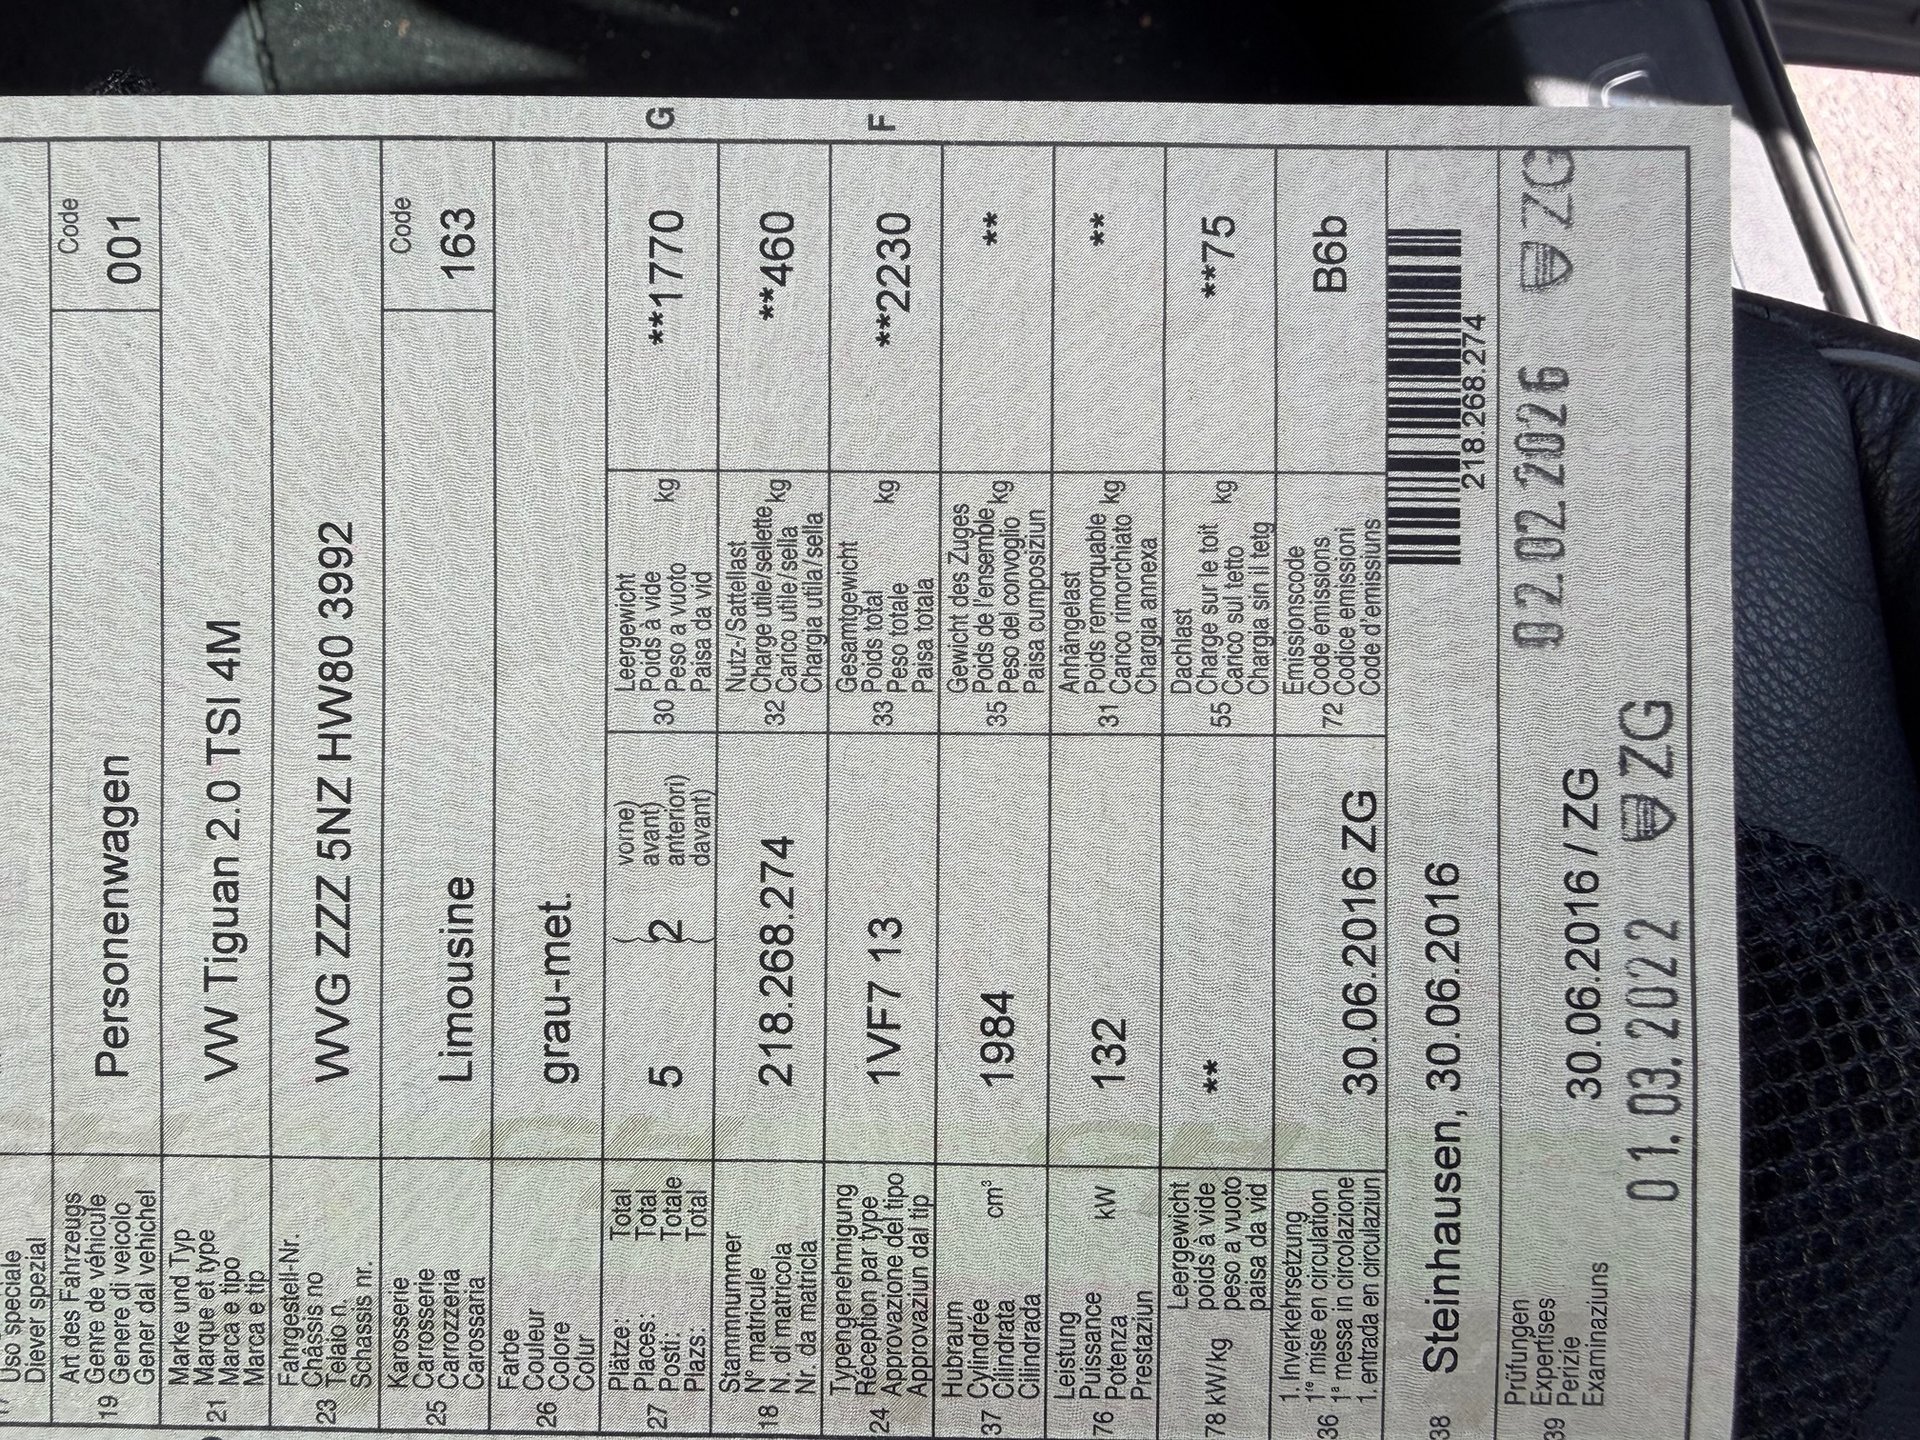 17 Uso speciale
Diever spezial
Art des Fahrzeugs
Genre de véhicule
19 Genere di veicolo
Gener dal vehichel
Personenwagen
Code
001
Marke und Typ
21 Marque et type
Marca e tipo
Marca e tip
VW Tiguan 2.0 TSI 4M
Fahrgestell-Nr.
23 Châssis no
Telaio n.
Schassis nr.
WVG ZZZ 5NZ HW80 3992
Karosserie
25 Carrosserie
Carrozzeria
Carossaria
Limousine
Code
163
Farbe
26 Couleur
Colore
Colur
grau-met.
Plätze: Total
27 Places: Total
Posti: Totale
Plazs: Total
5
2
vorne)
avant)
anteriori)
davant)
Leergewicht
30 Poids à vide kg
Peso a vuoto
Paisa da vid
**1770
G
Stammnummer
18 N° matricule
N. di matricola
Nr. da matricla
218.268.274
Nutz-/Sattellast
32 Charge utile/sellette kg
Carico utile/sella
Chargia utila/sella
**460
Typengenehmigung
24 Réception par type
Approvazione del tipo
Approvaziun dal tip
1VF7 13
Gesamtgewicht
33 Poids total kg
Peso totale
Paisa totala
**2230
F
Hubraum
37 Cylindrée cm³
Cilindrata
Cilindrada
1984
Gewicht des Zuges
35 Poids de l'ensemble kg
Peso del convoglio
Paisa cumposiziun
**
Leistung
76 Puissance kW
Potenza
Prestaziun
132
Anhängelast
31 Poids remorquable kg
Carico rimorchiato
Chargia annexa
**
Leergewicht
78 kW/kg poids à vide
peso a vuoto
paisa da vid
**
Dachlast
55 Charge sur le toit kg
Carico sul tetto
Chargia sin il tetg
**75
1. Inverkehrsetzung
36 1re mise en circulation
1a messa in circolazione
1. entrada en circulaziun
30.06.2016 ZG
Emissionscode
72 Code émissions
Codice emissioni
Code d'emissiuns
B6b
38 Steinhausen, 30.06.2016
218.268.274
Prüfungen
39 Expertises
Perizie
Examinaziuns
02.02.2026 ZG
30.06.2016 / ZG
01.03.2022 ZG